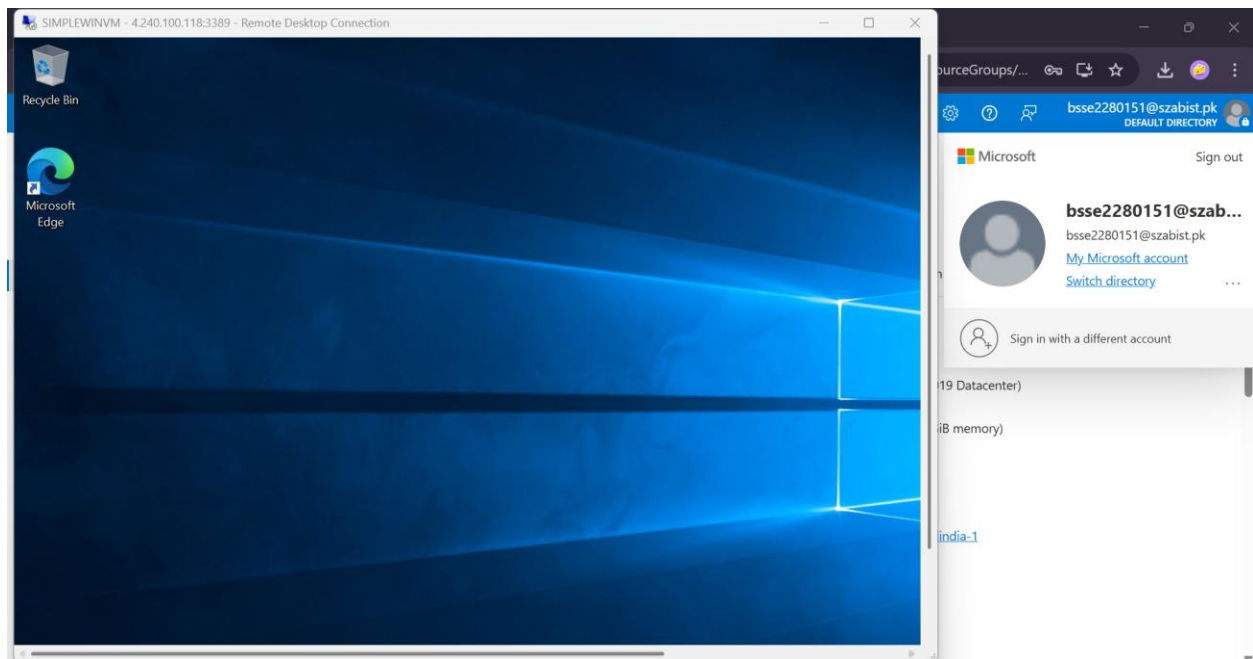 SIMPLEWINVM - 4.240.100.118:3389 - Remote Desktop Connection
Recycle Bin
Microsoft
Edge
ourceGroups/...
bsse2280151@szabist.pk
DEFAULT DIRECTORY
Microsoft
Sign out
bsse2280151@szab...
bsse2280151@szabist.pk
My Microsoft account
Switch directory
...
Sign in with a different account
19 Datacenter)
iB memory)
india-1